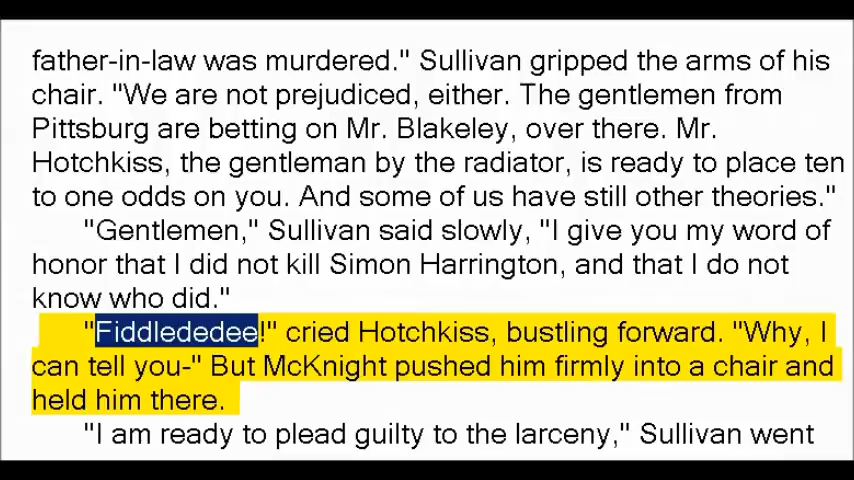 father-in-law was murdered." Sullivan gripped the arms of his
chair. "We are not prejudiced, either. The gentlemen from
Pittsburg are betting on Mr. Blakeley, over there. Mr.
Hotchkiss, the gentleman by the radiator, is ready to place ten
to one odds on you. And some of us have still other theories."
"Gentlemen," Sullivan said slowly, "I give you my word of
honor that I did not kill Simon Harrington, and that I do not
know who did."
"Fiddlededee!" cried Hotchkiss, bustling forward. "Why, I
can tell you-" But McKnight pushed him firmly into a chair and
held him there.
"I am ready to plead guilty to the larceny," Sullivan went